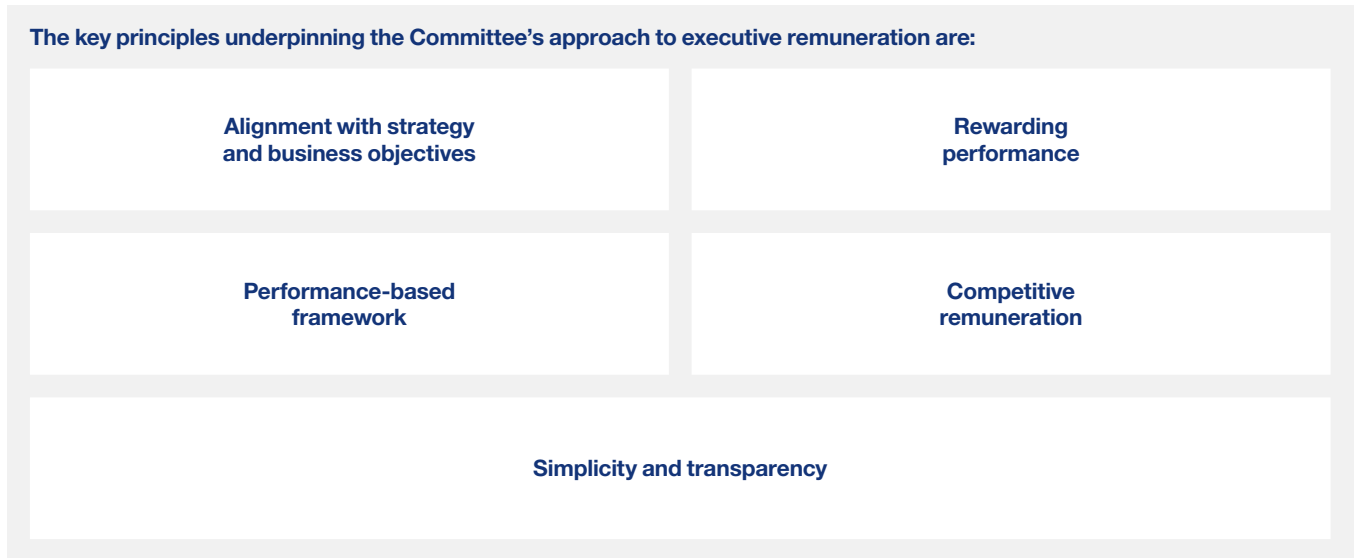 The key principles underpinning the Committee’s approach to executive remuneration are:
Alignment with strategy
and business objectives
Rewarding
performance
Performance-based
framework
Competitive
remuneration
Simplicity and transparency